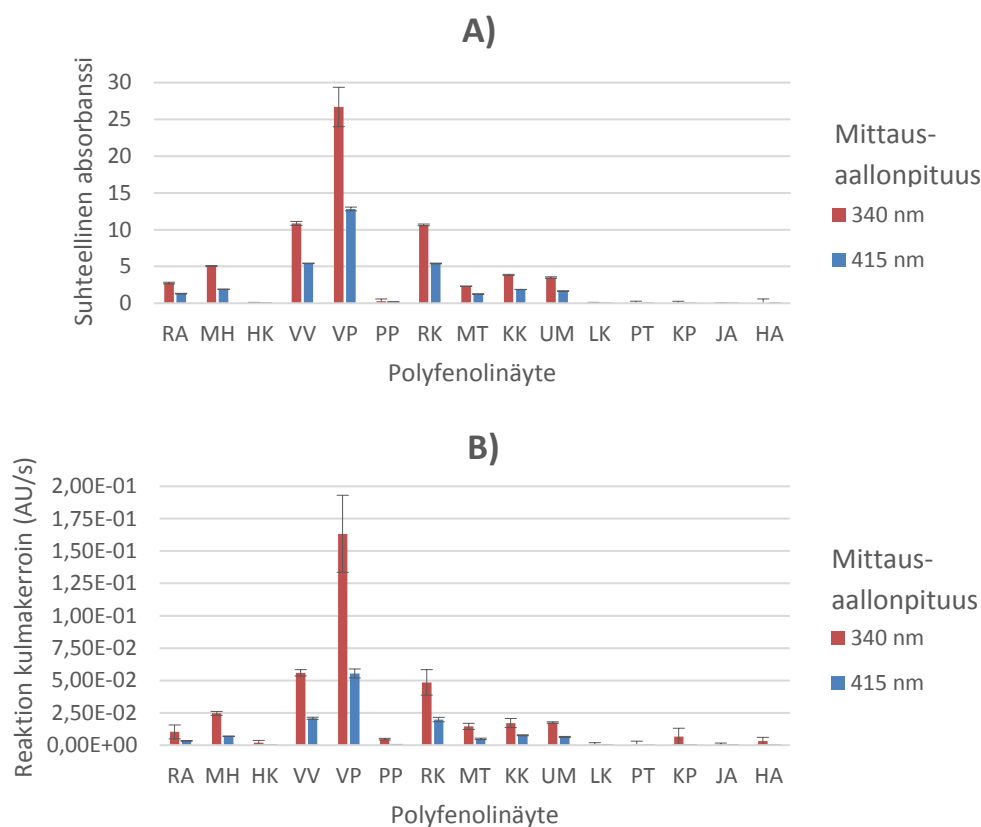 A)
Suhteellinen absorbanssi
30
25
20
15
10
5
0
RA MH HK VV VP PP RK MT KK UM LK PT KP JA HA
Polyfenolinäyte
Mittaus-
aallonpituus
340 nm
415 nm
B)
Reaktion kulmakerroin (AU/s)
2,00E-01
1,75E-01
1,50E-01
1,25E-01
1,00E-01
7,50E-02
5,00E-02
2,50E-02
0,00E+00
RA MH HK VV VP PP RK MT KK UM LK PT KP JA HA
Polyfenolinäyte
Mittaus-
aallonpituus
340 nm
415 nm